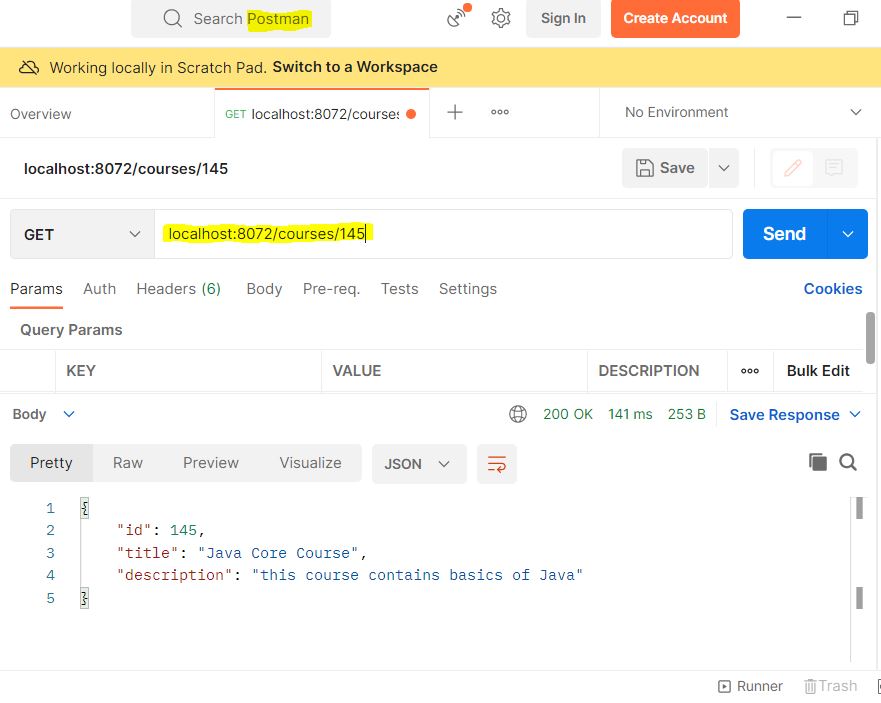 Search Postman Sign In Create Account
Working locally in Scratch Pad. Switch to a Workspace
Overview GET localhost:8072/courses No Environment
localhost:8072/courses/145 Save
GET localhost:8072/courses/145 Send
Params Auth Headers (6) Body Pre-req. Tests Settings Cookies
Query Params
KEY VALUE DESCRIPTION Bulk Edit
Body 200 OK 141 ms 253 B Save Response
Pretty Raw Preview Visualize JSON
1 {
2 "id": 145,
3 "title": "Java Core Course",
4 "description": "this course contains basics of Java"
5 }
Runner Trash